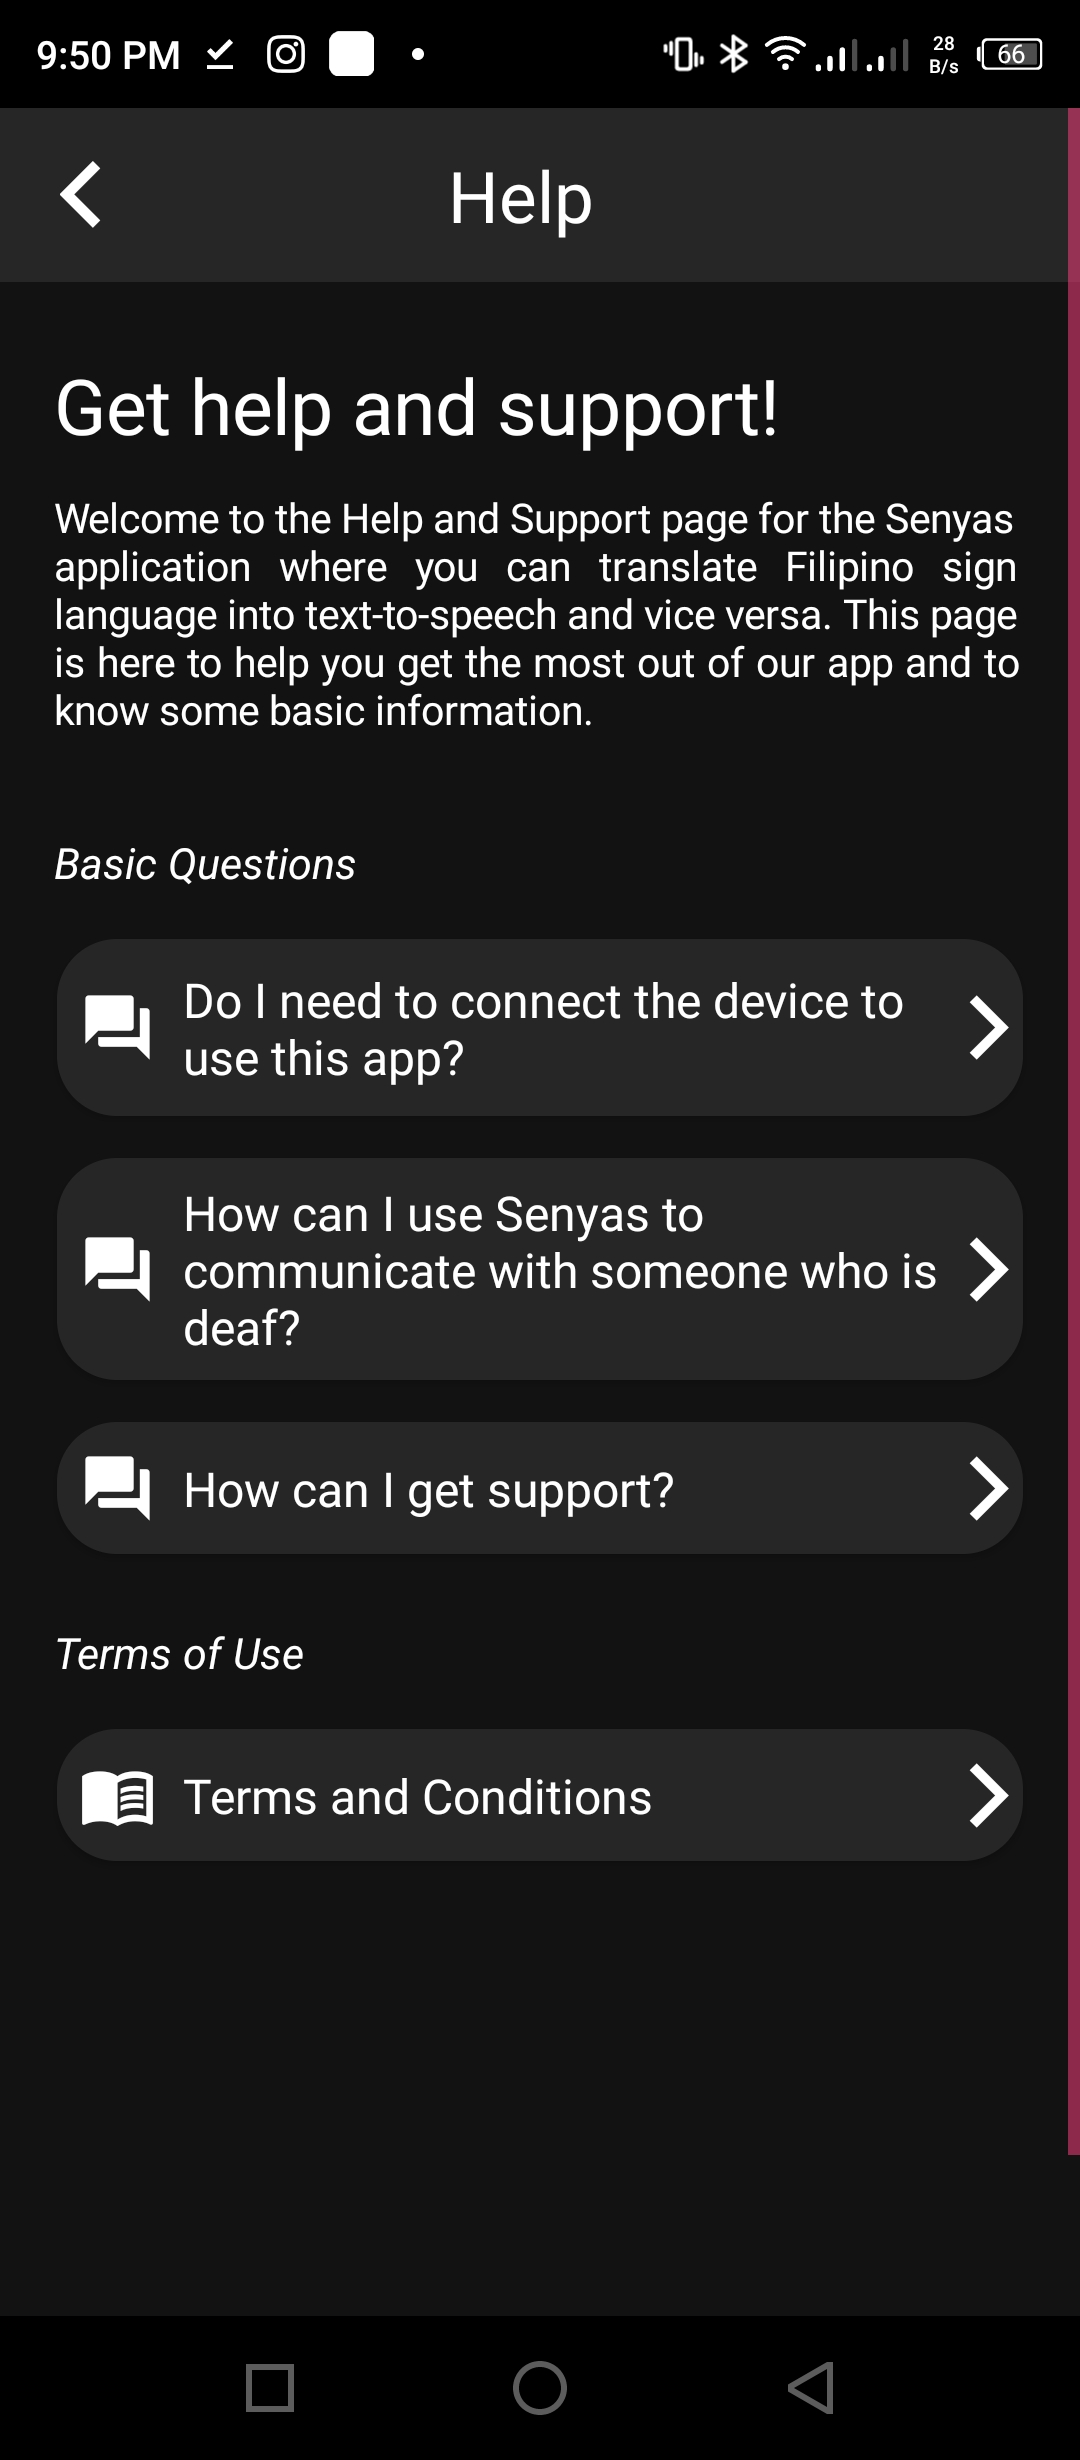 9:50 PM
28
B/s
66
Help
Get help and support!
Welcome to the Help and Support page for the Senyas
application where you can translate Filipino sign
language into text-to-speech and vice versa. This page
is here to help you get the most out of our app and to
know some basic information.
Basic Questions
Do I need to connect the device to
use this app?
How can I use Senyas to
communicate with someone who is
deaf?
How can I get support?
Terms of Use
Terms and Conditions